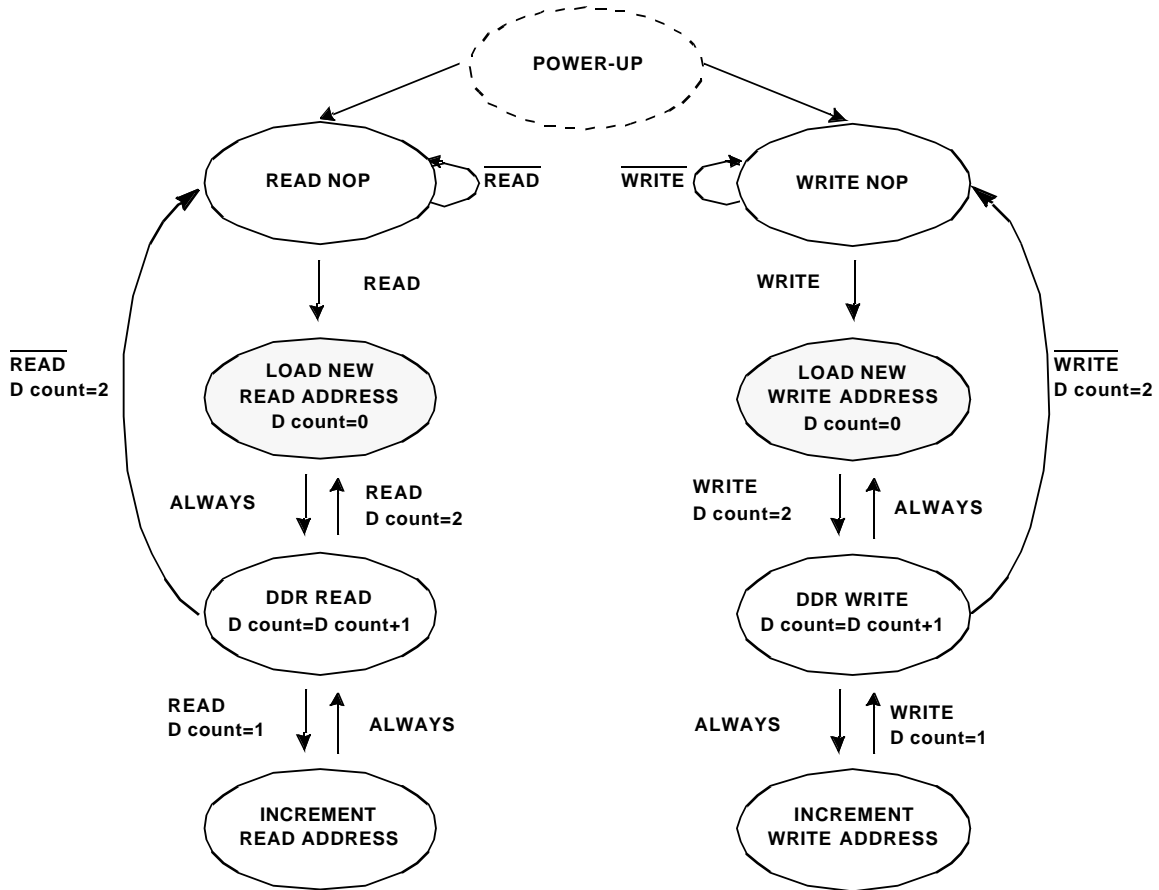 POWER-UP
READ NOP
READ
WRITE
WRITE NOP
READ
WRITE
READ
D count=2
LOAD NEW
READ ADDRESS
D count=0
LOAD NEW
WRITE ADDRESS
D count=0
WRITE
D count=2
ALWAYS
READ
D count=2
WRITE
D count=2
ALWAYS
DDR READ
D count=D count+1
DDR WRITE
D count=D count+1
READ
D count=1
ALWAYS
ALWAYS
WRITE
D count=1
INCREMENT
READ ADDRESS
INCREMENT
WRITE ADDRESS